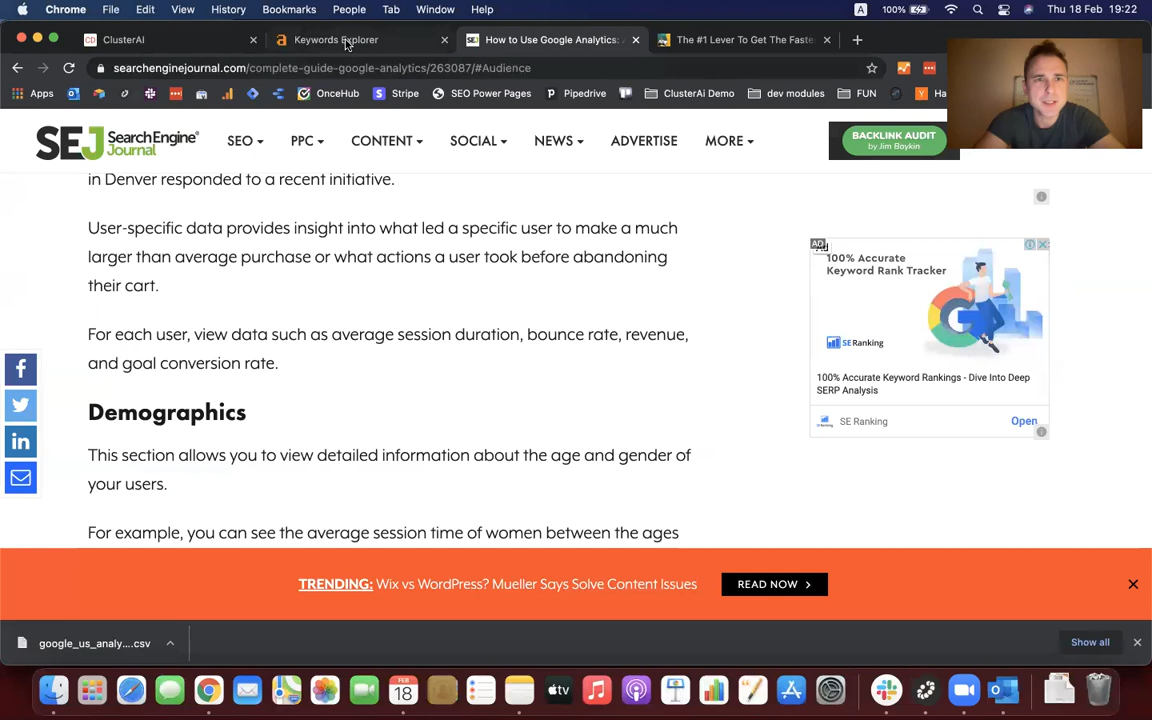 Chrome File Edit View History Bookmarks People Tab Window Help
A 100% Thu 18 Feb 19:22
ClusterAI
Keywords Explorer
SEJ How to Use Google Analytics:
The #1 Lever To Get The Faste
searchenginejournal.com/complete-guide-google-analytics/263087/#Audience
Apps OnceHub Stripe SEO Power Pages Pipedrive ClusterAi Demo dev modules FUN Ha
SEJ Search Engine Journal
SEO PPC CONTENT SOCIAL NEWS ADVERTISE MORE
BACKLINK AUDIT
by Jim Boykin
in Denver responded to a recent initiative.
User-specific data provides insight into what led a specific user to make a much
larger than average purchase or what actions a user took before abandoning
their cart.
For each user, view data such as average session duration, bounce rate, revenue,
and goal conversion rate.
Demographics
This section allows you to view detailed information about the age and gender of
your users.
For example, you can see the average session time of women between the ages
AD
100% Accurate
Keyword Rank Tracker
SE Ranking
100% Accurate Keyword Rankings - Dive Into Deep
SERP Analysis
SE Ranking
Open
TRENDING: Wix vs WordPress? Mueller Says Solve Content Issues
READ NOW >
google_us_analy....csv
Show all
FEB
18
tv